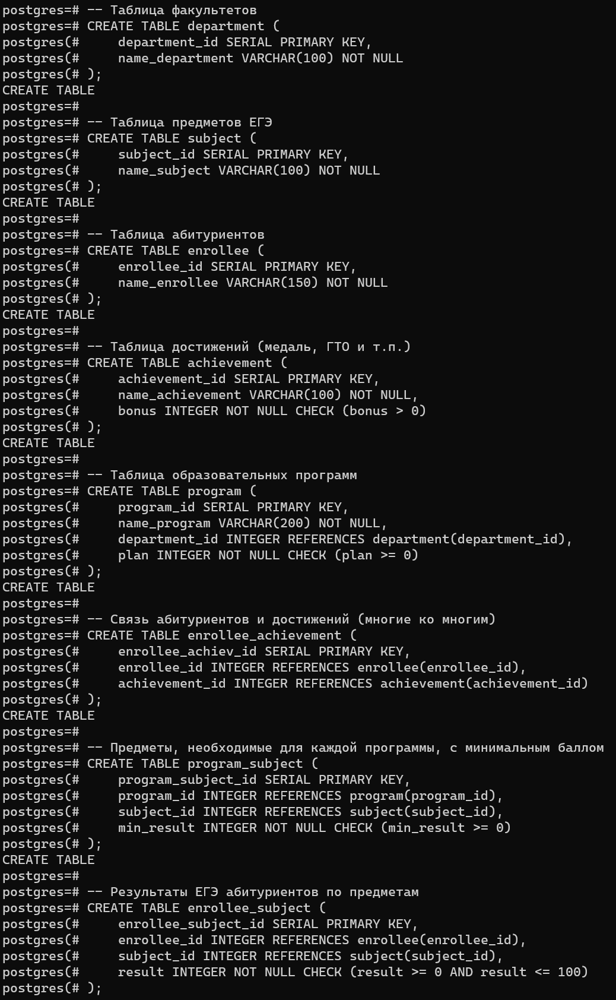 postgres=# -- Таблица факультетов
postgres=# CREATE TABLE department (
postgres(#     department_id SERIAL PRIMARY KEY,
postgres(#     name_department VARCHAR(100) NOT NULL
postgres(# );
CREATE TABLE
postgres=#
postgres=# -- Таблица предметов ЕГЭ
postgres=# CREATE TABLE subject (
postgres(#     subject_id SERIAL PRIMARY KEY,
postgres(#     name_subject VARCHAR(100) NOT NULL
postgres(# );
CREATE TABLE
postgres=#
postgres=# -- Таблица абитуриентов
postgres=# CREATE TABLE enrollee (
postgres(#     enrollee_id SERIAL PRIMARY KEY,
postgres(#     name_enrollee VARCHAR(150) NOT NULL
postgres(# );
CREATE TABLE
postgres=#
postgres=# -- Таблица достижений (медаль, ГТО и т.п.)
postgres=# CREATE TABLE achievement (
postgres(#     achievement_id SERIAL PRIMARY KEY,
postgres(#     name_achievement VARCHAR(100) NOT NULL,
postgres(#     bonus INTEGER NOT NULL CHECK (bonus > 0)
postgres(# );
CREATE TABLE
postgres=#
postgres=# -- Таблица образовательных программ
postgres=# CREATE TABLE program (
postgres(#     program_id SERIAL PRIMARY KEY,
postgres(#     name_program VARCHAR(200) NOT NULL,
postgres(#     department_id INTEGER REFERENCES department(department_id),
postgres(#     plan INTEGER NOT NULL CHECK (plan >= 0)
postgres(# );
CREATE TABLE
postgres=#
postgres=# -- Связь абитуриентов и достижений (многие ко многим)
postgres=# CREATE TABLE enrollee_achievement (
postgres(#     enrollee_achiev_id SERIAL PRIMARY KEY,
postgres(#     enrollee_id INTEGER REFERENCES enrollee(enrollee_id),
postgres(#     achievement_id INTEGER REFERENCES achievement(achievement_id)
postgres(# );
CREATE TABLE
postgres=#
postgres=# -- Предметы, необходимые для каждой программы, с минимальным баллом
postgres=# CREATE TABLE program_subject (
postgres(#     program_subject_id SERIAL PRIMARY KEY,
postgres(#     program_id INTEGER REFERENCES program(program_id),
postgres(#     subject_id INTEGER REFERENCES subject(subject_id),
postgres(#     min_result INTEGER NOT NULL CHECK (min_result >= 0)
postgres(# );
CREATE TABLE
postgres=#
postgres=# -- Результаты ЕГЭ абитуриентов по предметам
postgres=# CREATE TABLE enrollee_subject (
postgres(#     enrollee_subject_id SERIAL PRIMARY KEY,
postgres(#     enrollee_id INTEGER REFERENCES enrollee(enrollee_id),
postgres(#     subject_id INTEGER REFERENCES subject(subject_id),
postgres(#     result INTEGER NOT NULL CHECK (result >= 0 AND result <= 100)
postgres(# );